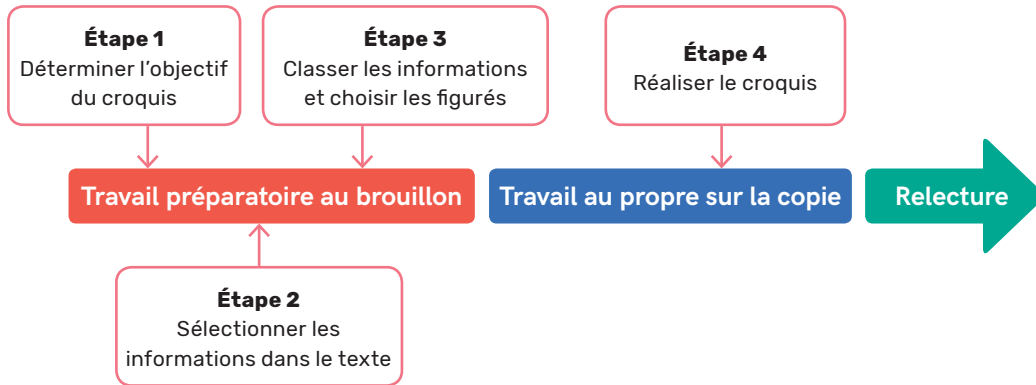 Étape 1
Déterminer l'objectif
du croquis
Étape 3
Classer les informations
et choisir les figurés
Étape 4
Réaliser le croquis
Travail préparatoire au brouillon
Travail au propre sur la copie
Relecture
Étape 2
Sélectionner les
informations dans le texte